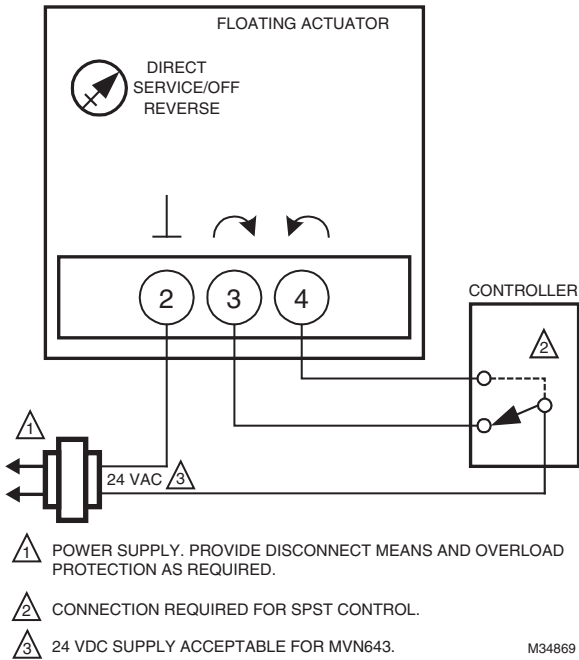 FLOATING ACTUATOR
DIRECT
SERVICE/OFF
REVERSE
2 3 4
CONTROLLER
2
1
24 VAC 3
1 POWER SUPPLY. PROVIDE DISCONNECT MEANS AND OVERLOAD
PROTECTION AS REQUIRED.
2 CONNECTION REQUIRED FOR SPST CONTROL.
3 24 VDC SUPPLY ACCEPTABLE FOR MVN643.
M34869